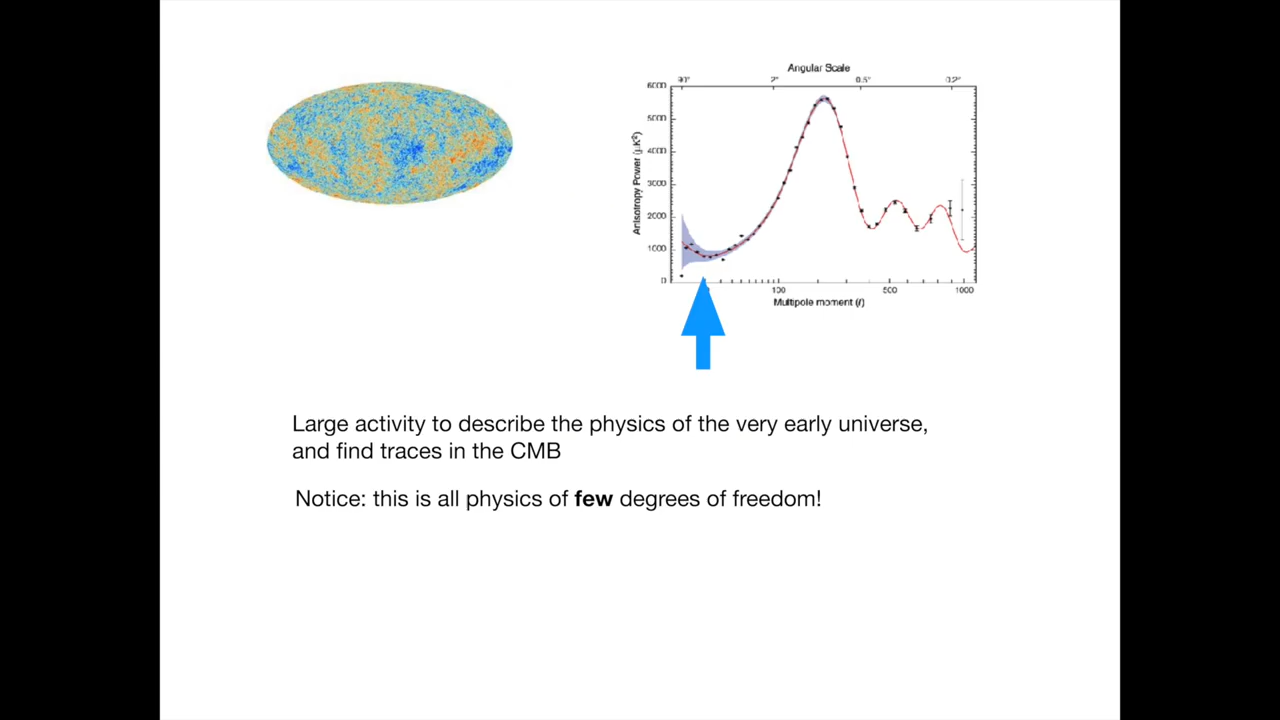 Angular Scale
90° 2° 0.5° 0.2°
6000
5000
4000
3000
2000
1000
0
Anisotropy Power (μK²)
100 500 1000
Multipole moment (ℓ)
Large activity to describe the physics of the very early universe,
and find traces in the CMB
Notice: this is all physics of few degrees of freedom!